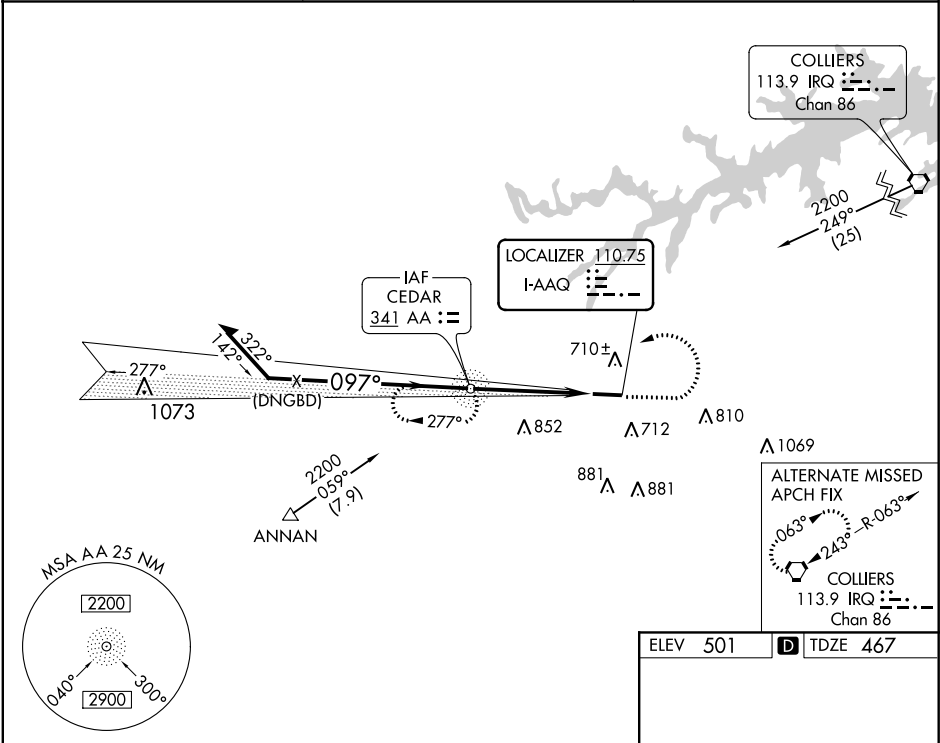 COLLIERS
113.9 IRQ
Chan 86
2200
249°
(25)
LOCALIZER 110.75
I-AAQ
IAF
CEDAR
341 AA
322°
142°
277°
097°
(DNGBD)
277°
1073
710±
852
712
810
1069
881
881
2200
059°
(7.9)
ANNAN
ALTERNATE MISSED
APCH FIX
063°
243°
R-063°
COLLIERS
113.9 IRQ
Chan 86
MSA AA 25 NM
2200
040°
300°
2900
ELEV 501 D TDZE 467